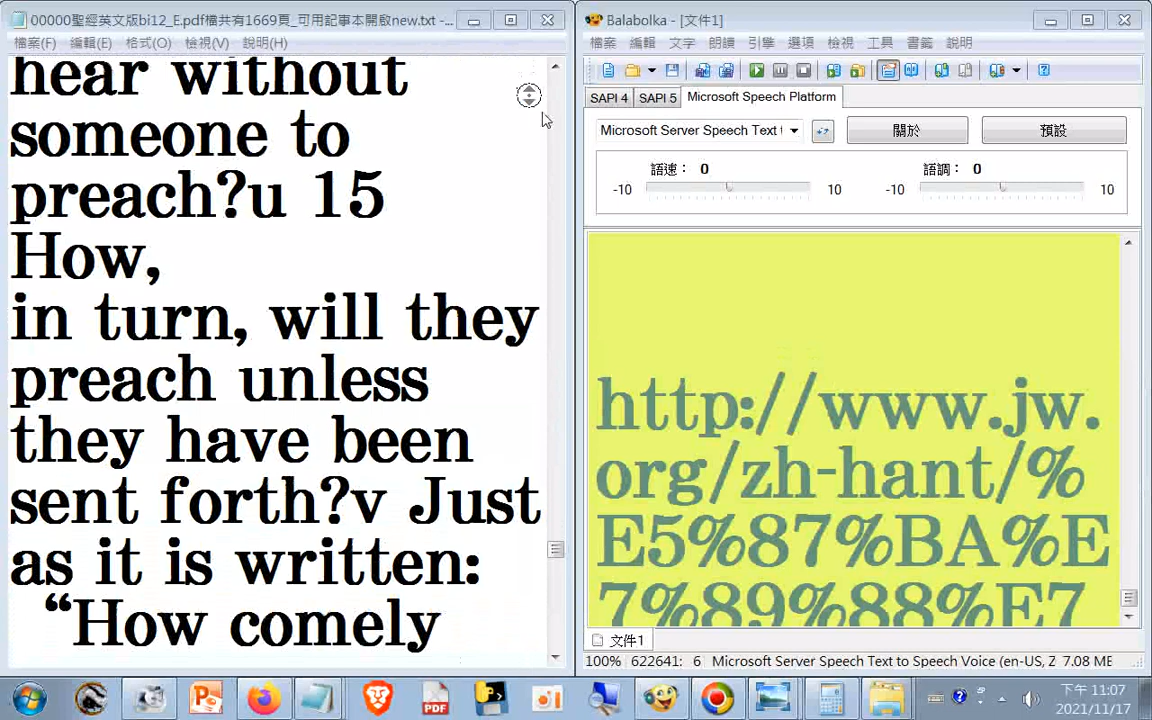 00000聖經英文版bi12_E.pdf檔共有1669頁_可用記事本開啟new.txt -...
檔案(F) 編輯(E) 格式(O) 檢視(V) 說明(H)
hear without
someone to
preach?u 15
How,
in turn, will they
preach unless
they have been
sent forth?v Just
as it is written:
“How comely
Balabolka - [文件1]
檔案 編輯 文字 朗讀 引擎 選項 檢視 工具 書籤 說明
SAPI 4 SAPI 5 Microsoft Speech Platform
Microsoft Server Speech Text 關於 預設
語速： 0 語調： 0
-10 10 -10 10
http://www.jw.
org/zh-hant/%
E5%87%BA%E
7%89%88%E7
文件1
100% 622641: 6 Microsoft Server Speech Text to Speech Voice (en-US, Z 7.08 ME
PDF
下午 11:07
2021/11/17